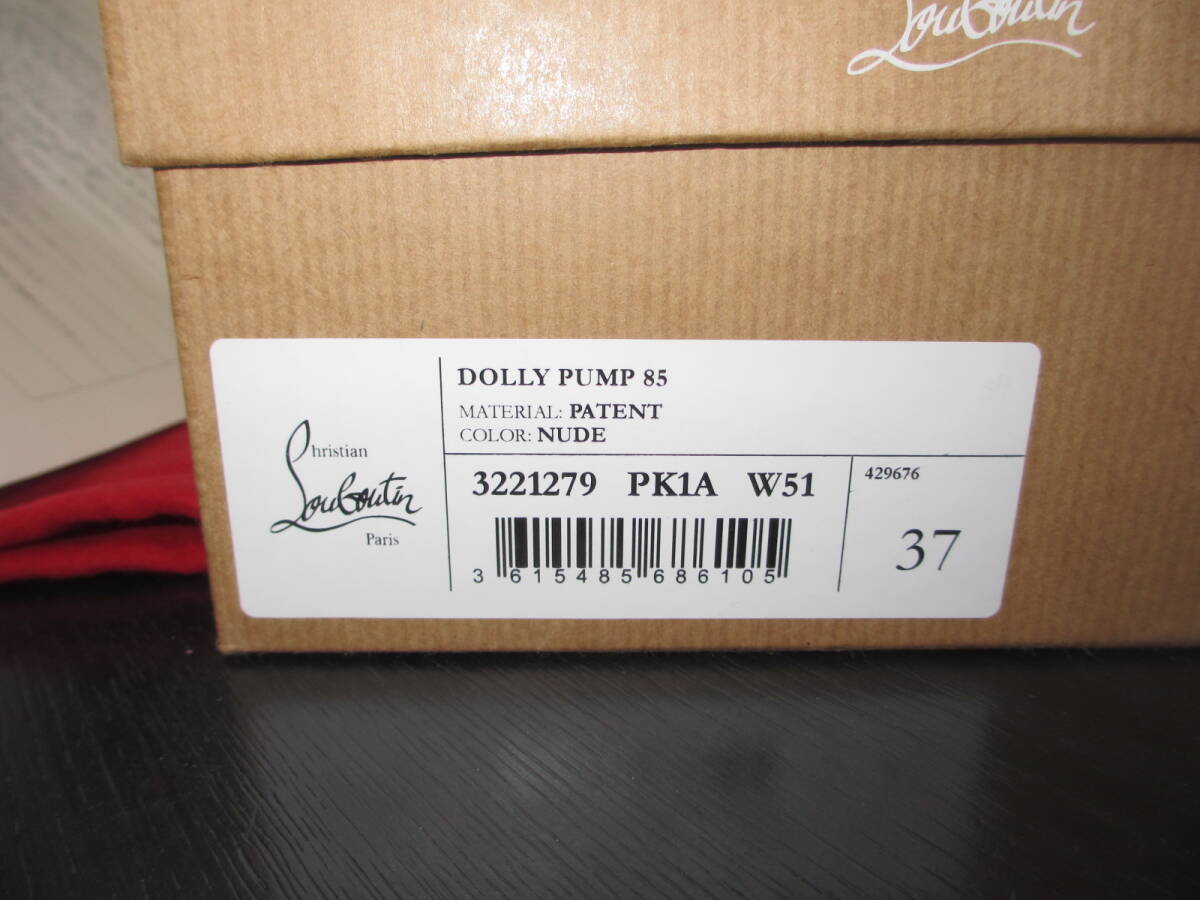 Louboutin
Christian
Louboutin
Paris
DOLLY PUMP 85
MATERIAL: PATENT
COLOR: NUDE
3221279 PK1A W51
3 615485 686105
429676
37